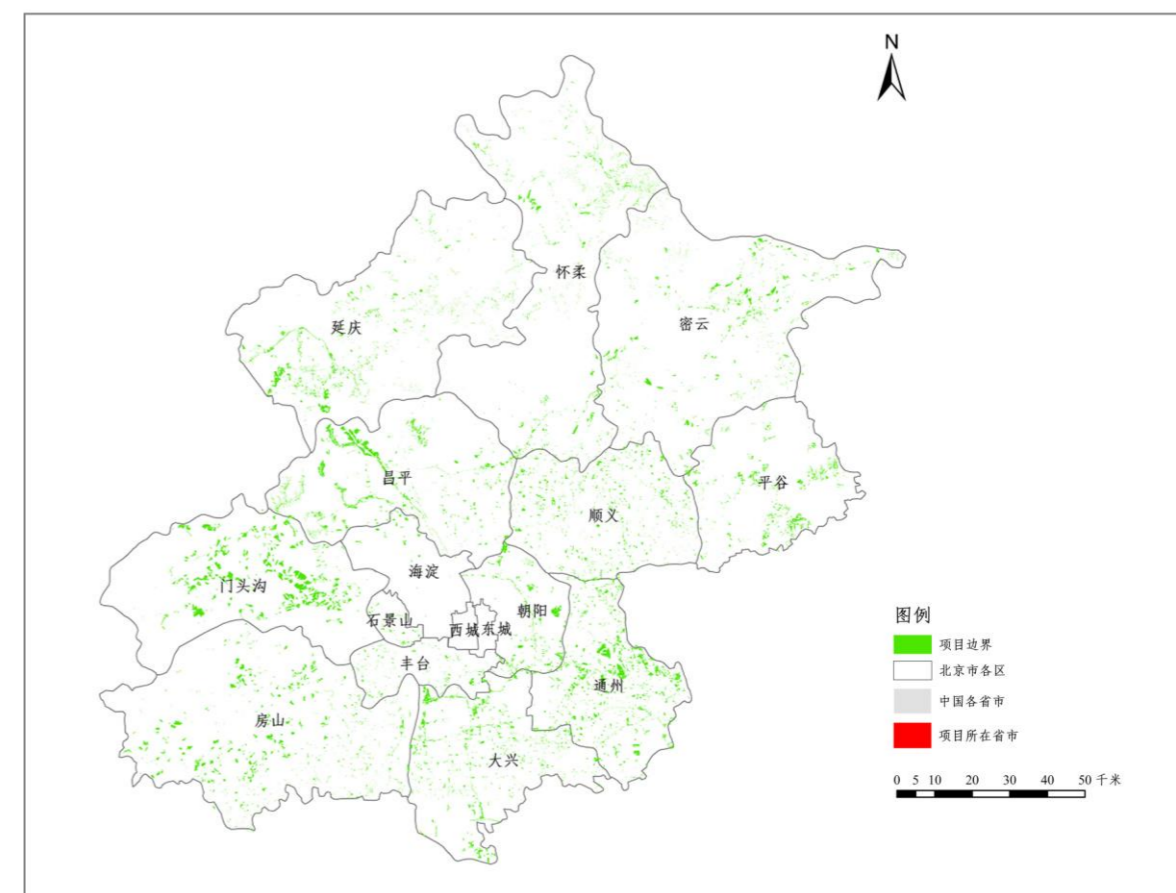 N
怀柔
延庆
密云
昌平
平谷
顺义
海淀
门头沟
朝阳
石景山
西城
东城
丰台
通州
房山
大兴
图例
项目边界
北京市各区
中国各省市
项目所在省市
0 5 10 20 30 40 50 千米